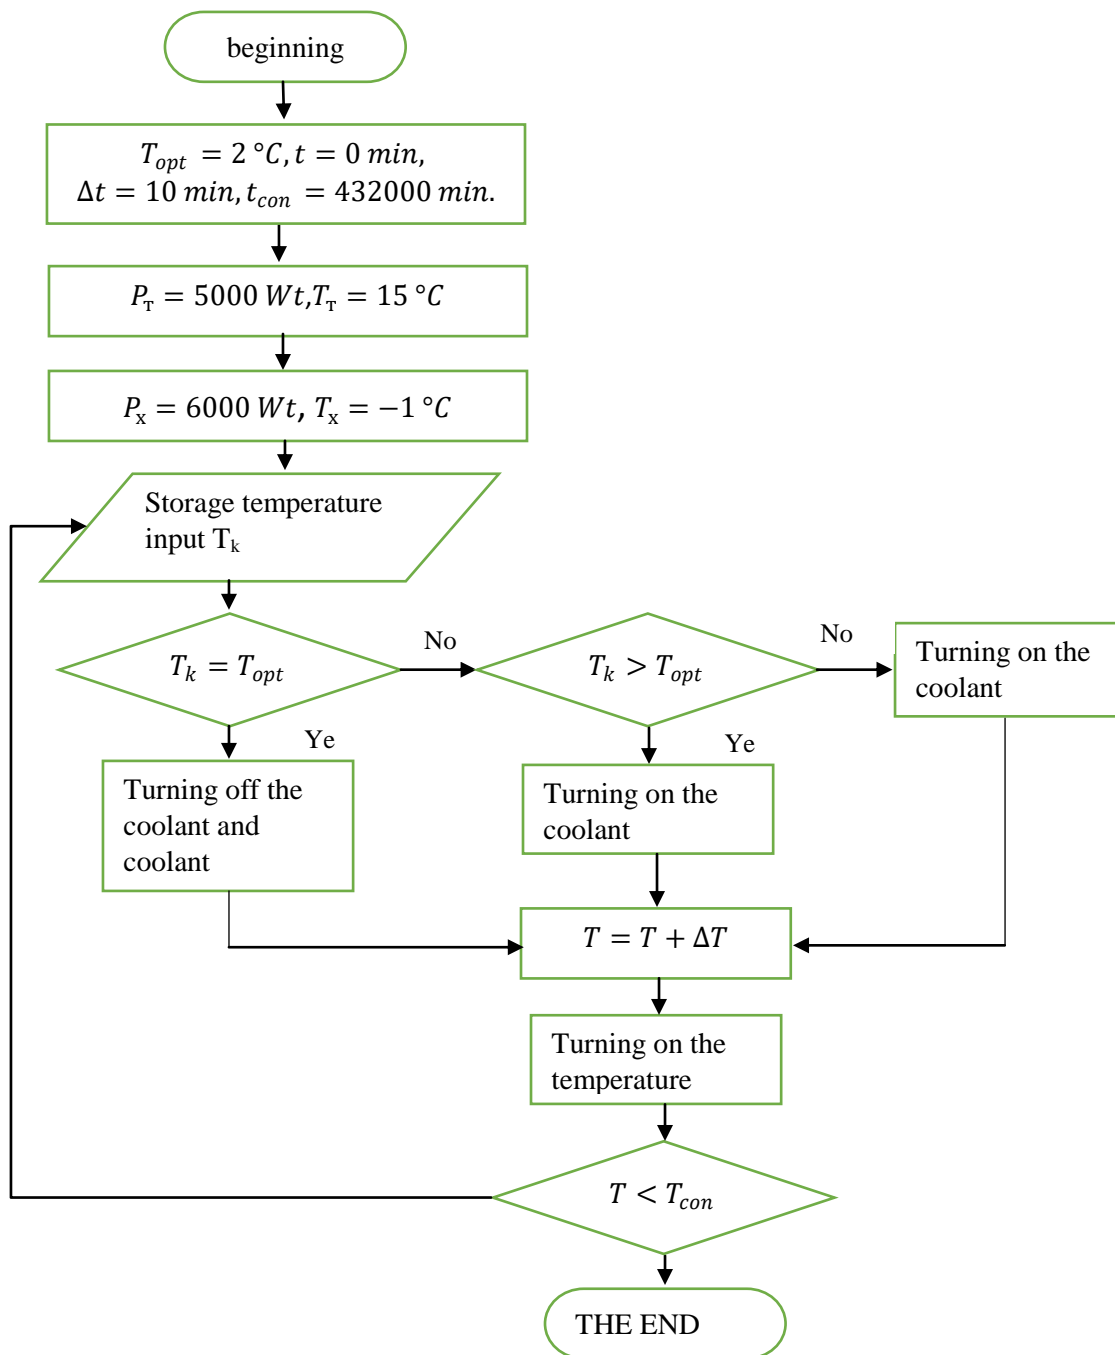 beginning
T_opt = 2 °C, t = 0 min,
Δt = 10 min, t_con = 432000 min.
P_т = 5000 Wt,T_т = 15 °C
P_x = 6000 Wt, T_x = −1 °C
Storage temperature
input T_k
T_k = T_opt
No
T_k > T_opt
No
Turning on the
coolant
Ye
Turning off the
coolant and
coolant
Ye
Turning on the
coolant
T = T + ΔT
Turning on the
temperature
T < T_con
THE END